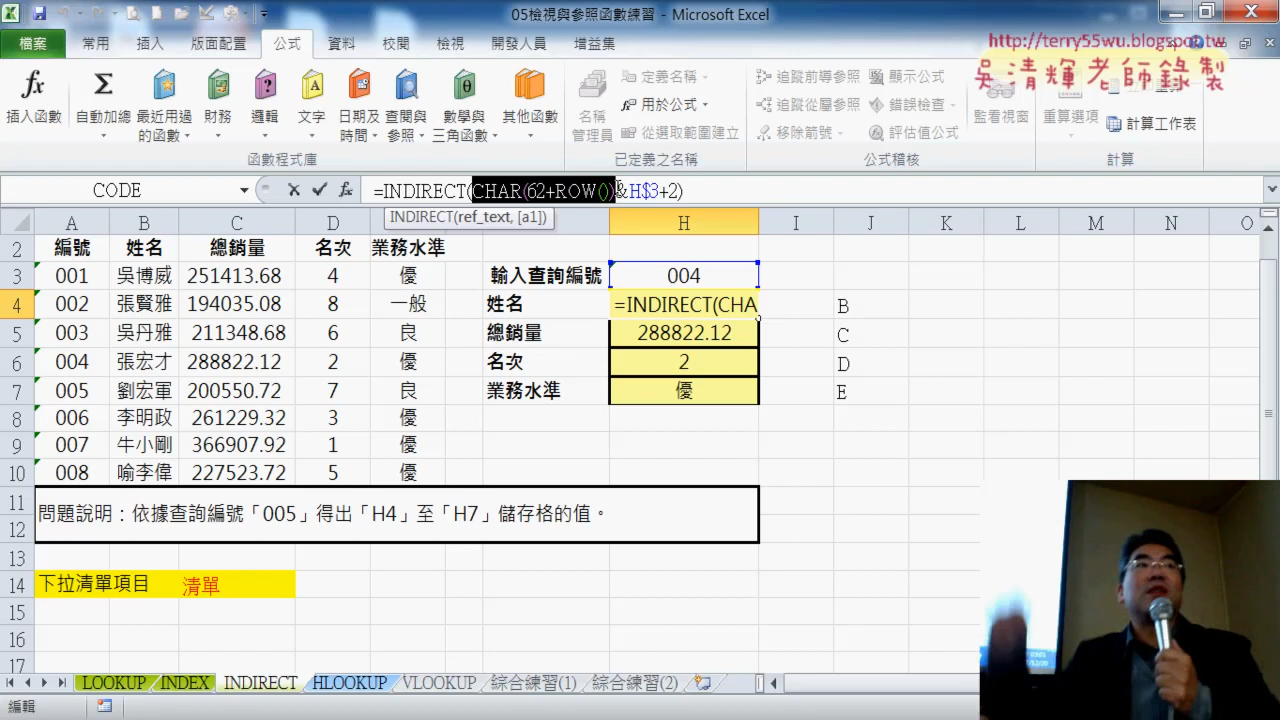 05檢視與參照函數練習 - Microsoft Excel
檔案 常用 插入 版面配置 公式 資料 校閱 檢視 開發人員 增益集
http://terry55wu.blogspot.tw
吳清輝老師錄製
插入函數 自動加總 最近用過的函數 財務 邏輯 文字 日期及時間 查閱與參照 數學與三角函數 其他函數 名稱管理員 定義名稱 用於公式 從選取範圍建立 追蹤前導參照 追蹤從屬參照 移除箭號 顯示公式 錯誤檢查 評估值公式 監看視窗 重算選項 計算工作表
函數程式庫 已定義之名稱 公式稽核 計算
CODE =INDIRECT(CHAR(62+ROW())&H$3+2)
INDIRECT(ref_text, [a1])
A B C D H I J K L M N O
2 編號 姓名 總銷量 名次 業務水準
3 001 吳博威 251413.68 4 優 輸入查詢編號 004
4 002 張賢雅 194035.08 8 一般 姓名 =INDIRECT(CHA B
5 003 吳丹雅 211348.68 6 良 總銷量 288822.12 C
6 004 張宏才 288822.12 2 優 名次 2 D
7 005 劉宏軍 200550.72 7 良 業務水準 優 E
8 006 李明政 261229.32 3 優
9 007 牛小剛 366907.92 1 優
10 008 喻李偉 227523.72 5 優
11 問題說明：依據查詢編號「005」得出「H4」至「H7」儲存格的值。
12
13
14 下拉清單項目 清單
15
16
17
LOOKUP INDEX INDIRECT HLOOKUP VLOOKUP 綜合練習(1) 綜合練習(2)
編輯